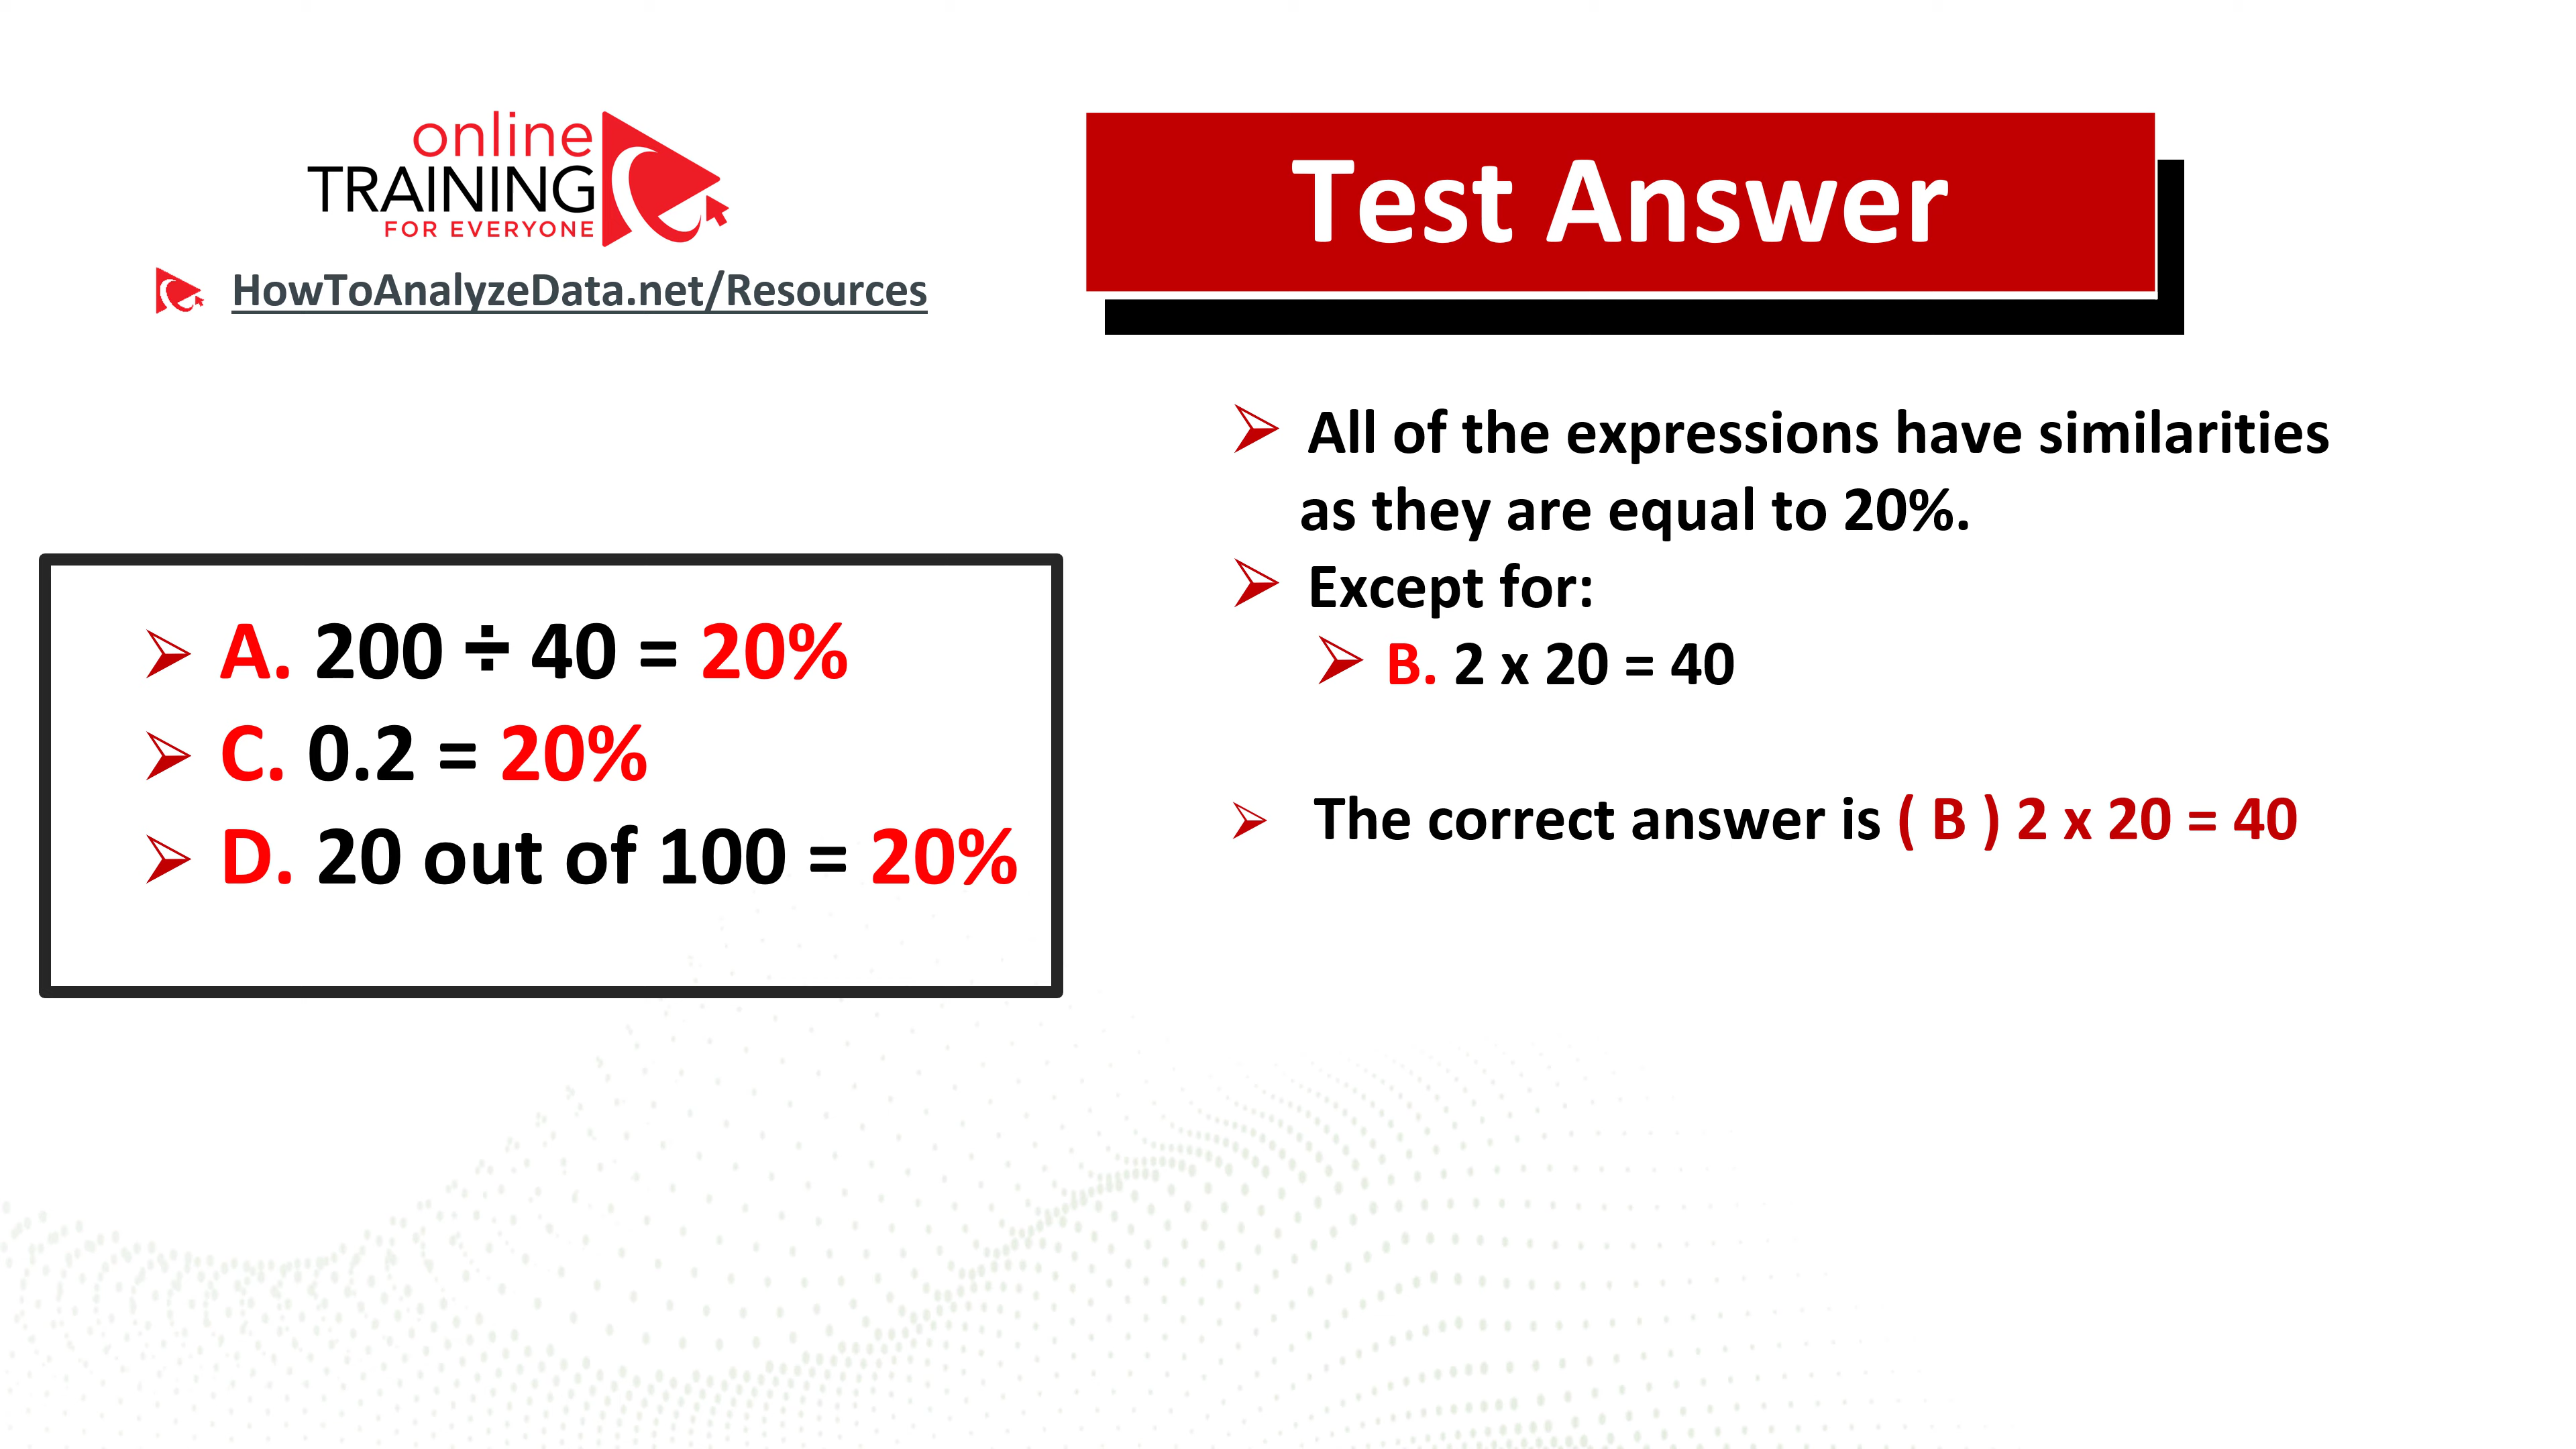 online
TRAINING
FOR EVERYONE
HowToAnalyzeData.net/Resources
Test Answer
A. 200 ÷ 40 = 20%
C. 0.2 = 20%
D. 20 out of 100 = 20%
All of the expressions have similarities
as they are equal to 20%.
Except for:
B. 2 x 20 = 40
The correct answer is ( B ) 2 x 20 = 40